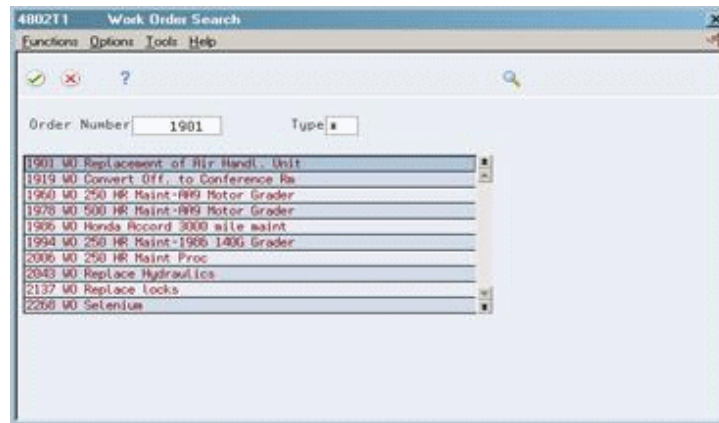 4802T1 Work Order Search
Functions Options Tools Help
?
Order Number 1901 Type *
1901 WO Replacement of Air Handl. Unit
1919 WO Convert Off. to Conference Rm
1960 WO 250 HR Maint-AA9 Motor Grader
1978 WO 500 HR Maint-AA9 Motor Grader
1986 WO Honda Accord 3000 mile maint
1994 WO 250 HR Maint-1986 140G Grader
2006 WO 250 HR Maint Proc
2043 WO Replace Hydraulics
2137 WO Replace locks
2268 WO Selenium